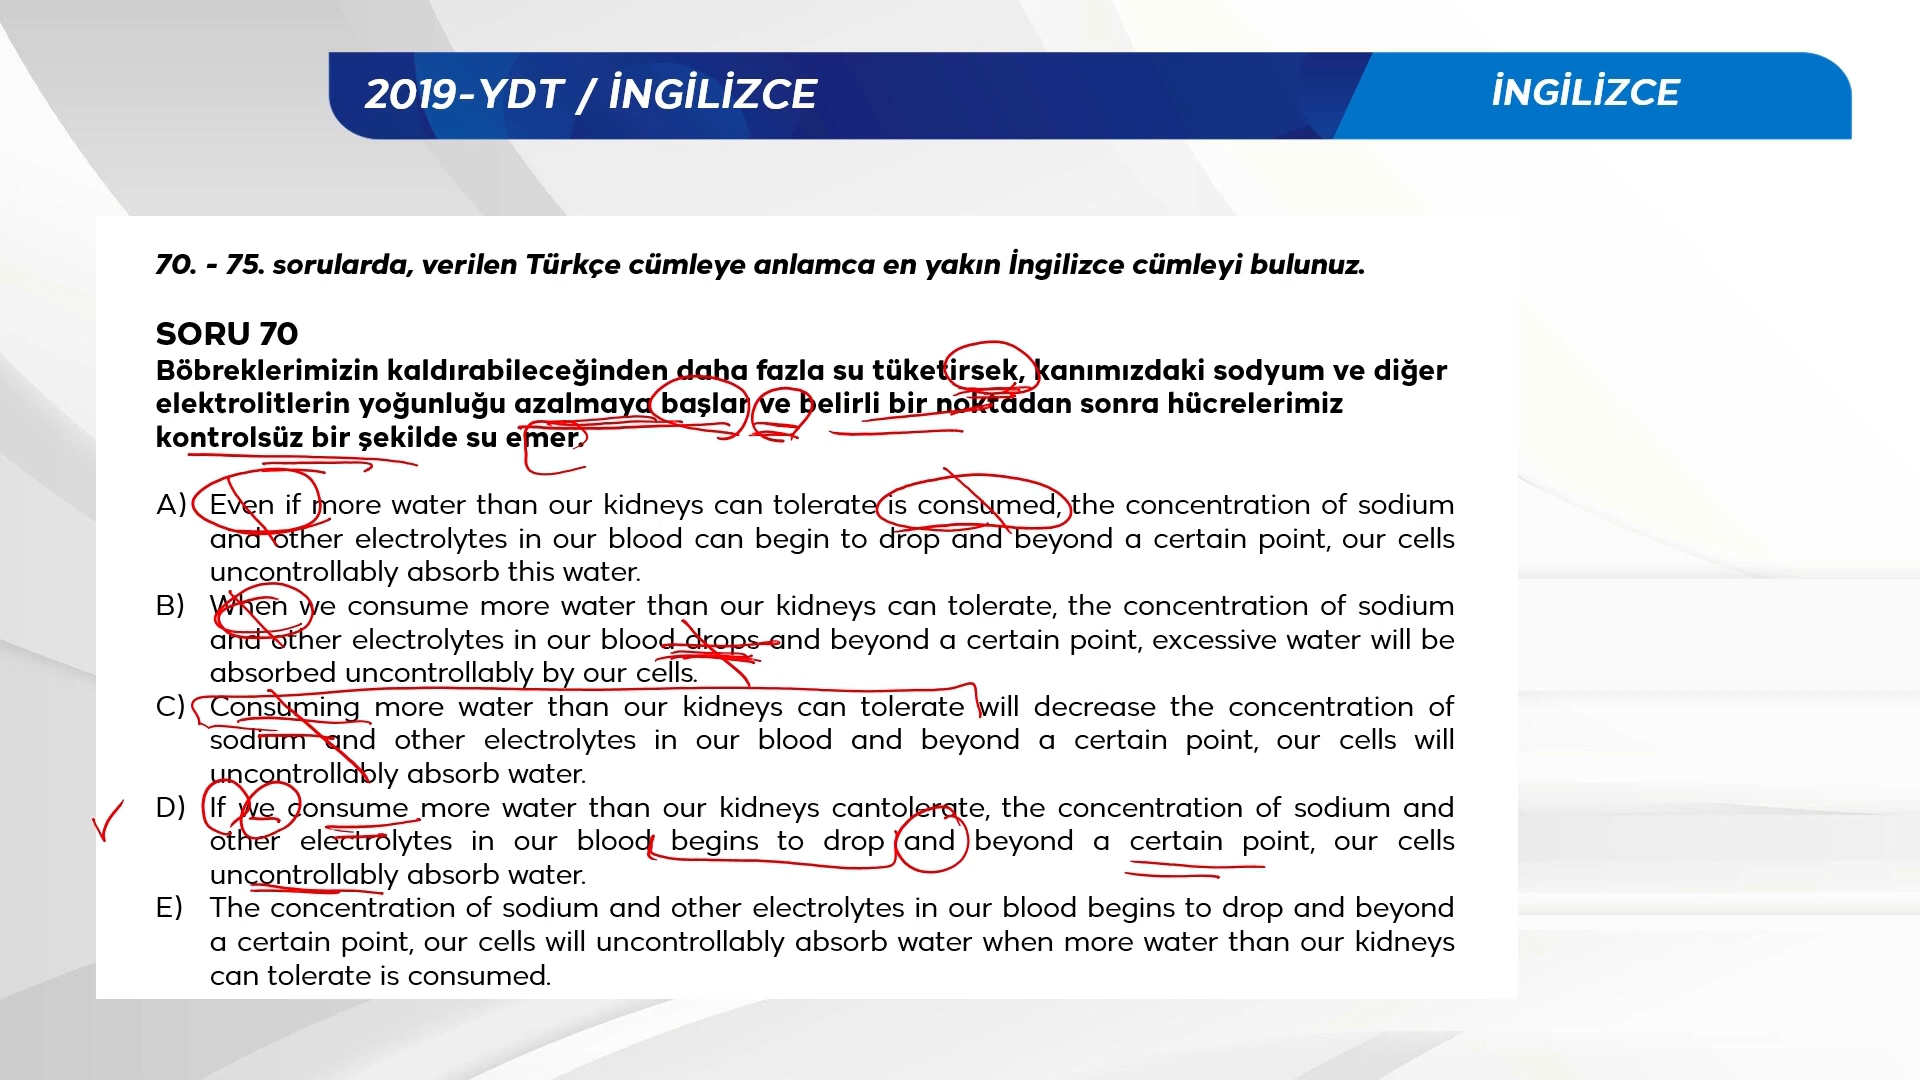 2019-YDT / İNGİLİZCE
İNGİLİZCE
70. - 75. sorularda, verilen Türkçe cümleye anlamca en yakın İngilizce cümleyi bulunuz.
SORU 70
Böbreklerimizin kaldırabileceğinden daha fazla su tüketirsek, kanımızdaki sodyum ve diğer
elektrolitlerin yoğunluğu azalmaya başlar ve belirli bir noktadan sonra hücrelerimiz
kontrolsüz bir şekilde su emer.
A) Even if more water than our kidneys can tolerate is consumed, the concentration of sodium
and other electrolytes in our blood can begin to drop and beyond a certain point, our cells
uncontrollably absorb this water.
B) When we consume more water than our kidneys can tolerate, the concentration of sodium
and other electrolytes in our blood drops and beyond a certain point, excessive water will be
absorbed uncontrollably by our cells.
C) Consuming more water than our kidneys can tolerate will decrease the concentration of
sodium and other electrolytes in our blood and beyond a certain point, our cells will
uncontrollably absorb water.
D) If we consume more water than our kidneys cantolerate, the concentration of sodium and
other electrolytes in our blood begins to drop and beyond a certain point, our cells
uncontrollably absorb water.
E) The concentration of sodium and other electrolytes in our blood begins to drop and beyond
a certain point, our cells will uncontrollably absorb water when more water than our kidneys
can tolerate is consumed.